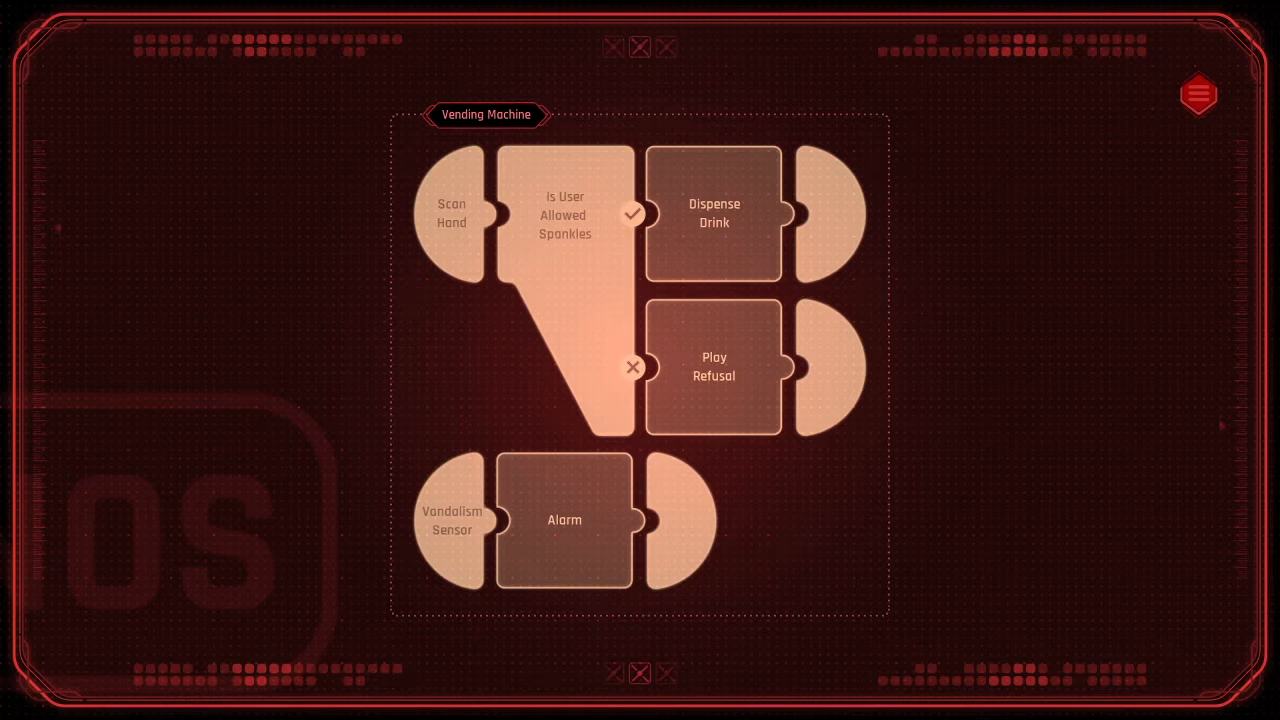 Vending Machine
Scan
Hand
Is User
Allowed
Spankles
Dispense
Drink
Play
Refusal
Vandalism
Sensor
Alarm
OS